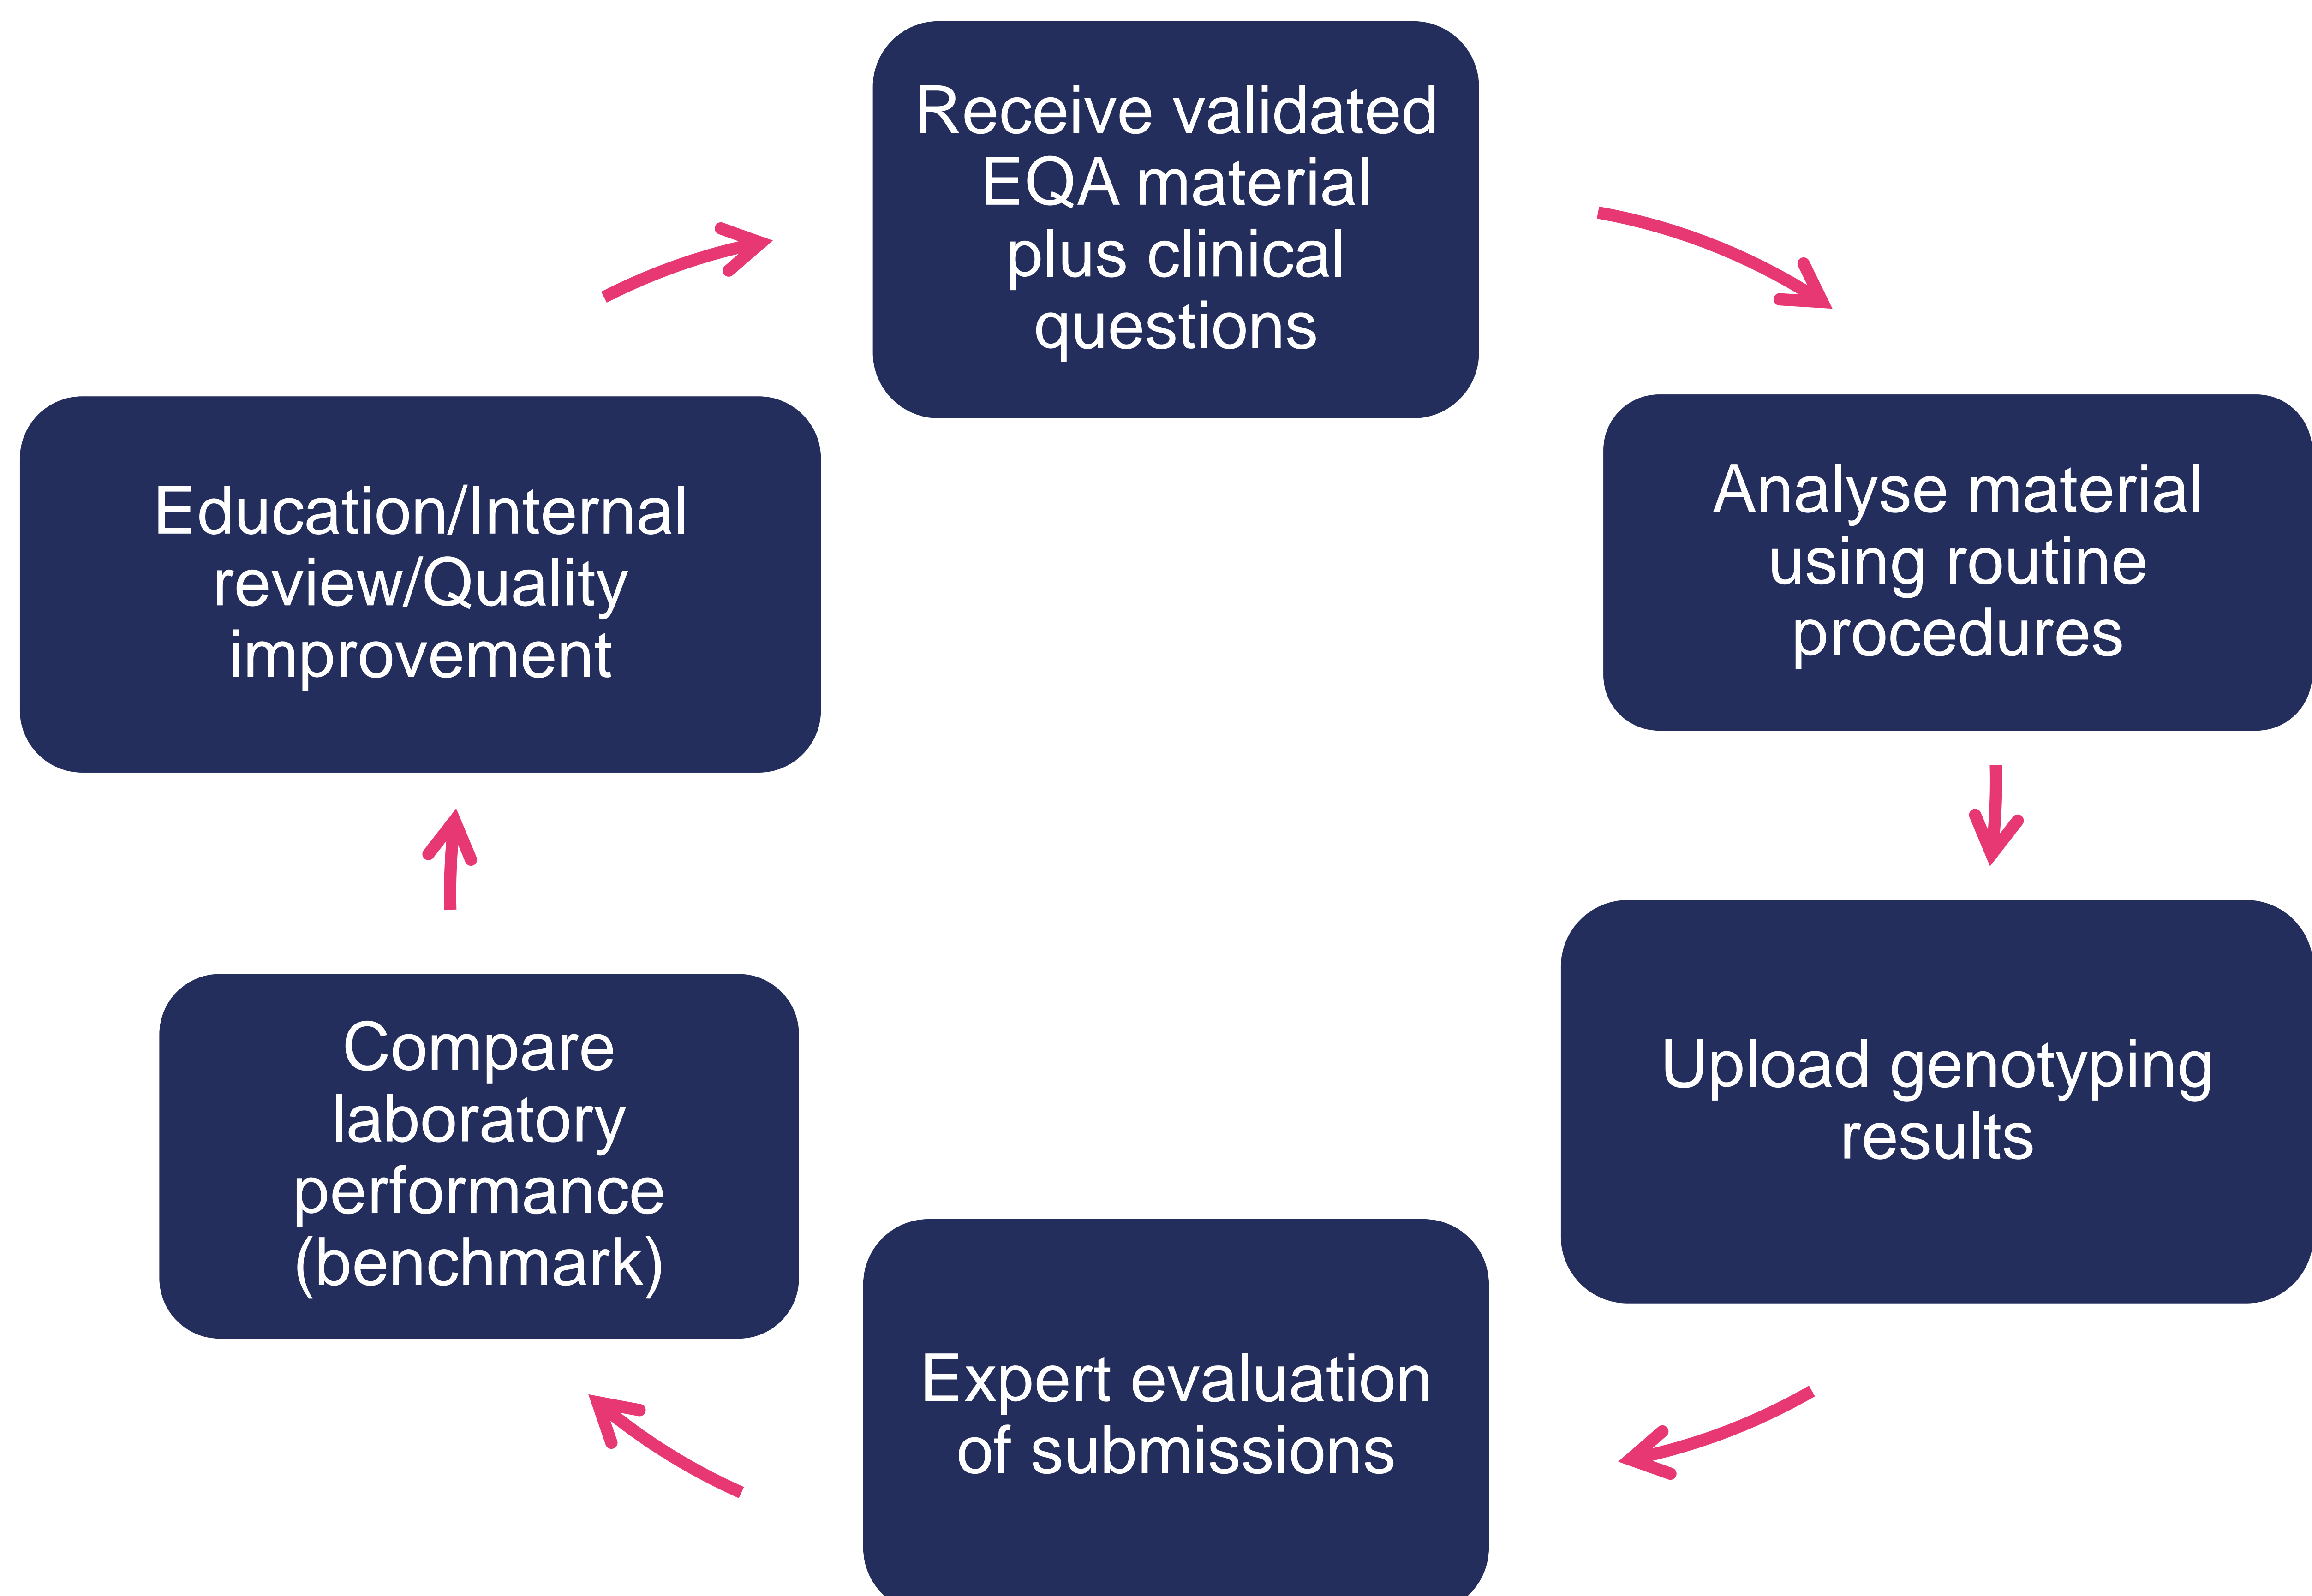 Receive validated
EQA material
plus clinical
questions
Analyse material
using routine
procedures
Upload genotyping
results
Expert evaluation
of submissions
Compare
laboratory
performance
(benchmark)
Education/Internal
review/Quality
improvement